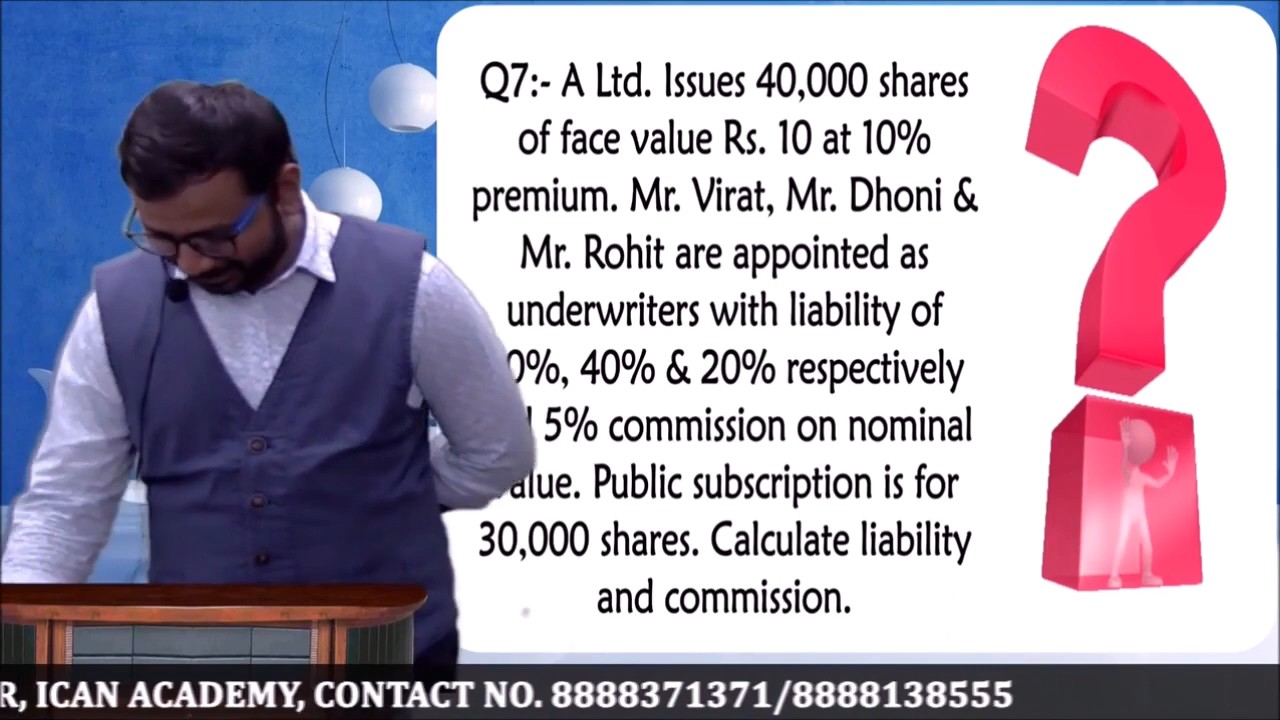 Q7:- A Ltd. Issues 40,000 shares
of face value Rs. 10 at 10%
premium. Mr. Virat, Mr. Dhoni &
Mr. Rohit are appointed as
underwriters with liability of
0%, 40% & 20% respectively
5% commission on nominal
alue. Public subscription is for
30,000 shares. Calculate liability
and commission.
R, ICAN ACADEMY, CONTACT NO. 8888371371/8888138555